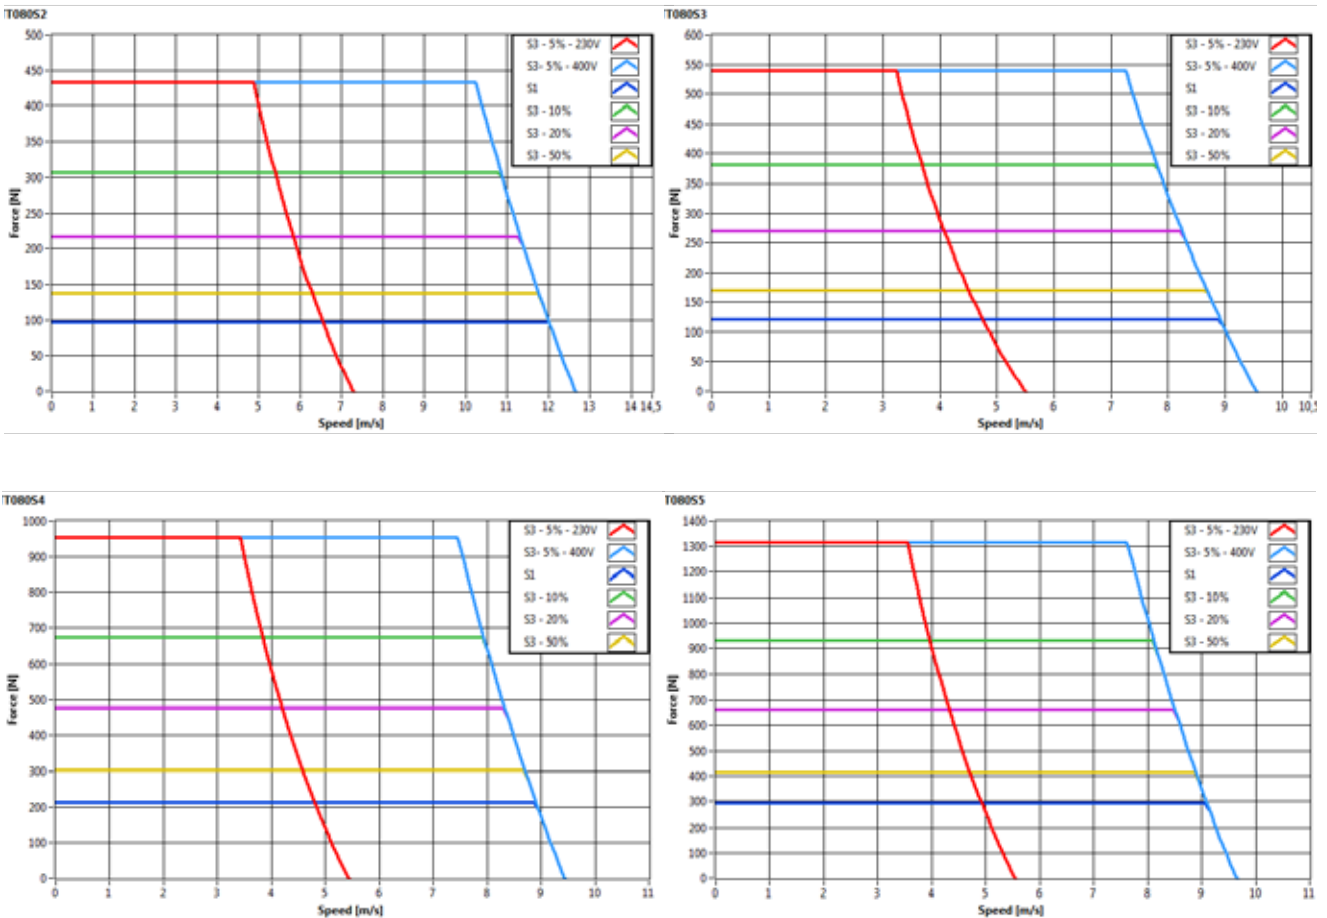 TT080S2
500
450
400
350
300
250
200
150
100
50
0
Force [N]
0 1 2 3 4 5 6 7 8 9 10 11 12 13 14 14,5
Speed [m/s]
S3 - 5% - 230V
S3- 5% - 400V
S1
S3 - 10%
S3 - 20%
S3 - 50%
TT080S3
600
550
500
450
400
350
300
250
200
150
100
50
0
Force [N]
0 1 2 3 4 5 6 7 8 9 10 10,5
Speed [m/s]
S3 - 5% - 230V
S3- 5% - 400V
S1
S3 - 10%
S3 - 20%
S3 - 50%
TT080S4
1000
900
800
700
600
500
400
300
200
100
0
Force [N]
0 1 2 3 4 5 6 7 8 9 10 11
Speed [m/s]
S3 - 5% - 230V
S3- 5% - 400V
S1
S3 - 10%
S3 - 20%
S3 - 50%
TT080S5
1400
1300
1200
1100
1000
900
800
700
600
500
400
300
200
100
0
Force [N]
0 1 2 3 4 5 6 7 8 9 10 11
Speed [m/s]
S3 - 5% - 230V
S3- 5% - 400V
S1
S3 - 10%
S3 - 20%
S3 - 50%